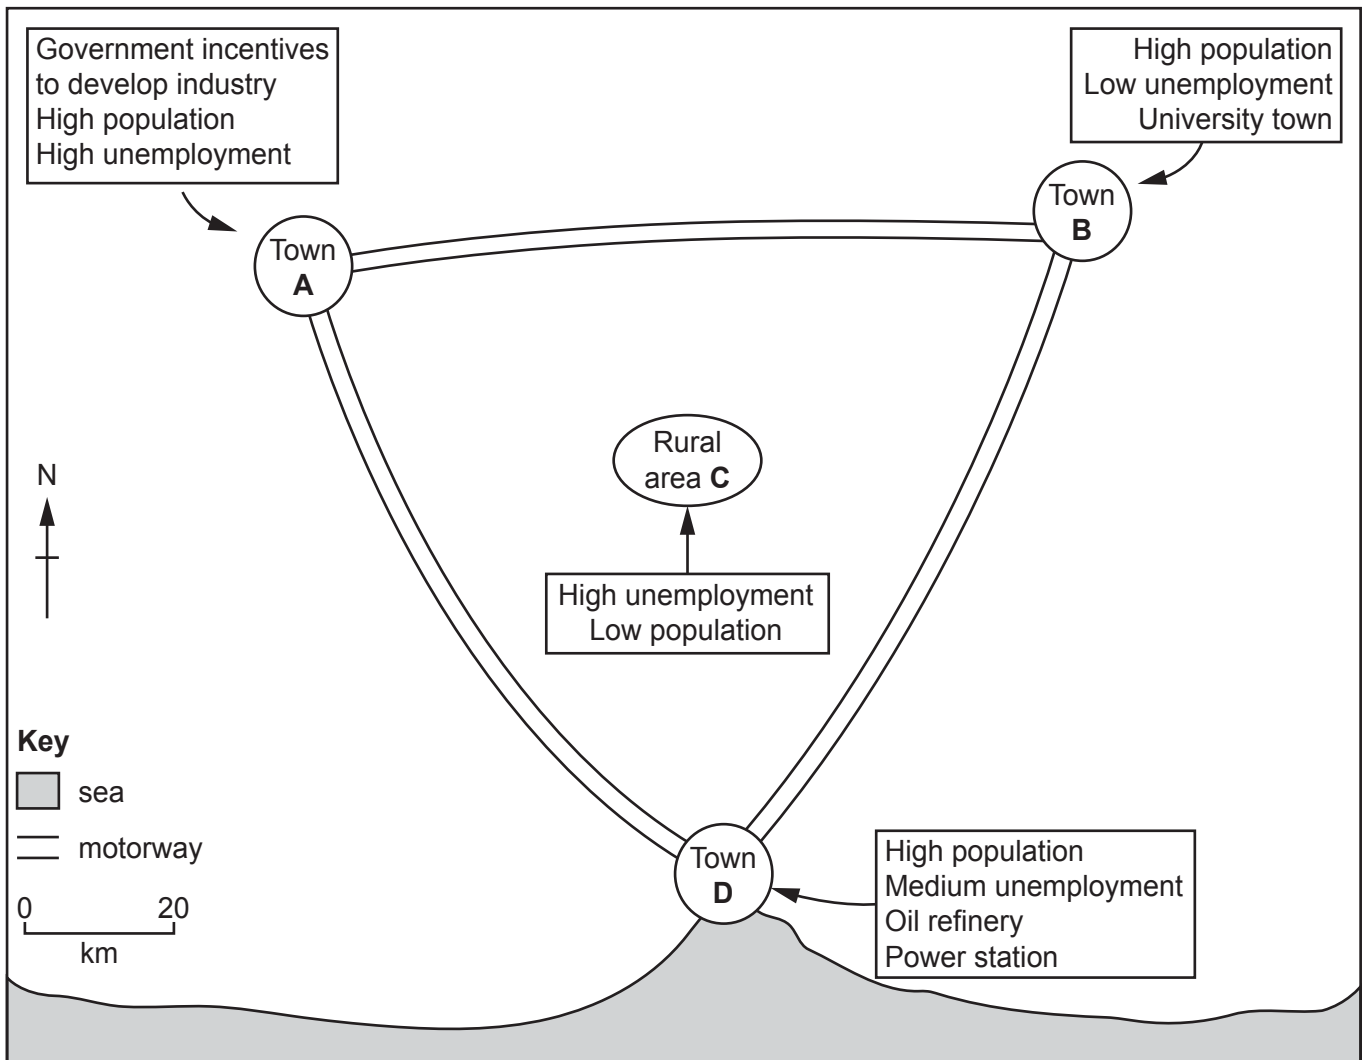 Government incentives
to develop industry
High population
High unemployment
High population
Low unemployment
University town
Town
A
Town
B
Rural
area C
High unemployment
Low population
N
Key
sea
motorway
0 20
km
Town
D
High population
Medium unemployment
Oil refinery
Power station